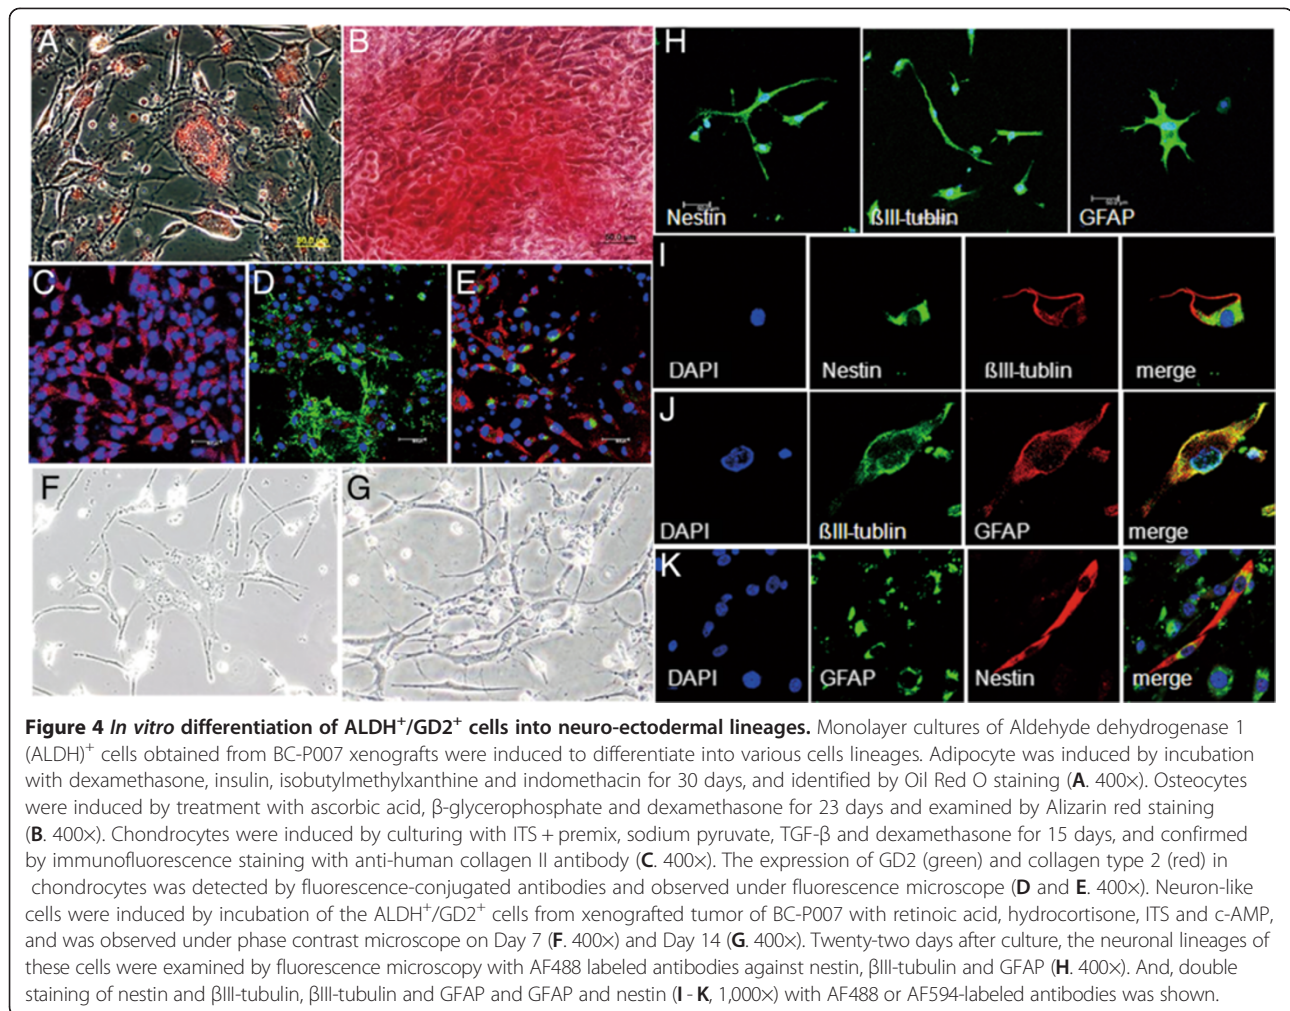 A
B
H
Nestin
ßIII-tublin
GFAP
C
D
E
I
DAPI
Nestin
ßIII-tublin
merge
J
DAPI
ßIII-tublin
GFAP
merge
F
G
K
DAPI
GFAP
Nestin
merge
Figure 4 In vitro differentiation of ALDH⁺/GD2⁺ cells into neuro-ectodermal lineages. Monolayer cultures of Aldehyde dehydrogenase 1
(ALDH)⁺ cells obtained from BC-P007 xenografts were induced to differentiate into various cells lineages. Adipocyte was induced by incubation
with dexamethasone, insulin, isobutylmethylxanthine and indomethacin for 30 days, and identified by Oil Red O staining (A. 400×). Osteocytes
were induced by treatment with ascorbic acid, β-glycerophosphate and dexamethasone for 23 days and examined by Alizarin red staining
(B. 400×). Chondrocytes were induced by culturing with ITS + premix, sodium pyruvate, TGF-β and dexamethasone for 15 days, and confirmed
by immunofluorescence staining with anti-human collagen II antibody (C. 400×). The expression of GD2 (green) and collagen type 2 (red) in
chondrocytes was detected by fluorescence-conjugated antibodies and observed under fluorescence microscope (D and E. 400×). Neuron-like
cells were induced by incubation of the ALDH⁺/GD2⁺ cells from xenografted tumor of BC-P007 with retinoic acid, hydrocortisone, ITS and c-AMP,
and was observed under phase contrast microscope on Day 7 (F. 400×) and Day 14 (G. 400×). Twenty-two days after culture, the neuronal lineages of
these cells were examined by fluorescence microscopy with AF488 labeled antibodies against nestin, βIII-tubulin and GFAP (H. 400×). And, double
staining of nestin and βIII-tubulin, βIII-tubulin and GFAP and GFAP and nestin (I - K, 1,000×) with AF488 or AF594-labeled antibodies was shown.